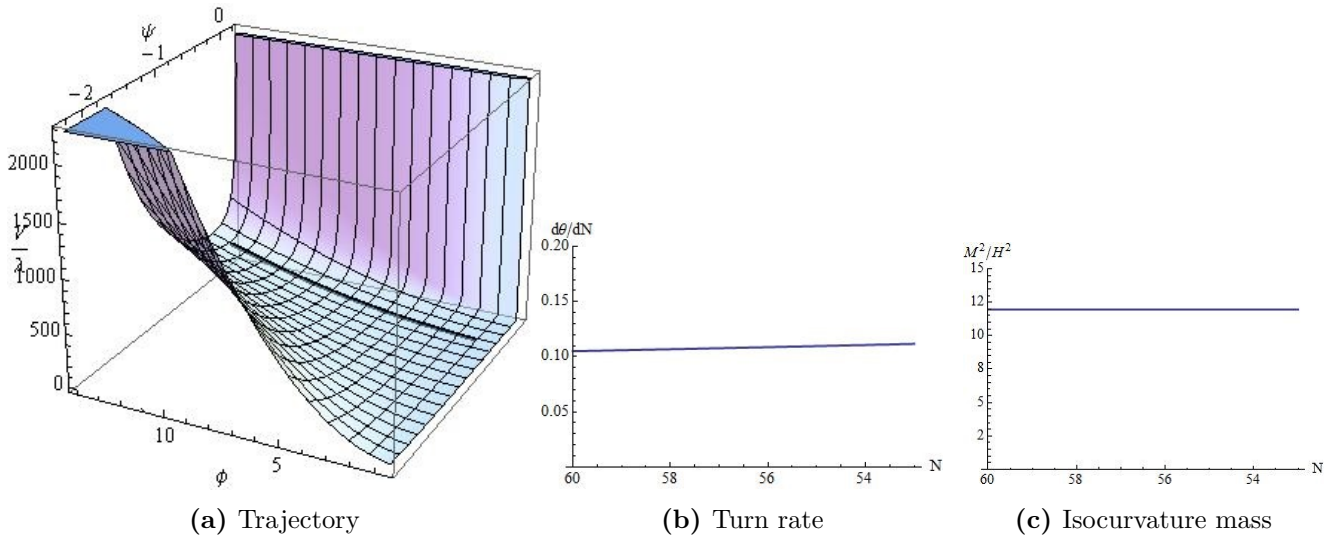 0
ψ
−1
−2
2000
1500
V
1000
500
0
10
5
ϕ
dθ/dN
0.20
0.15
0.10
0.05
60
58
56
54
N
M²/H²
15
12
10
8
5
2
60
58
56
54
N
(a) Trajectory
(b) Turn rate
(c) Isocurvature mass